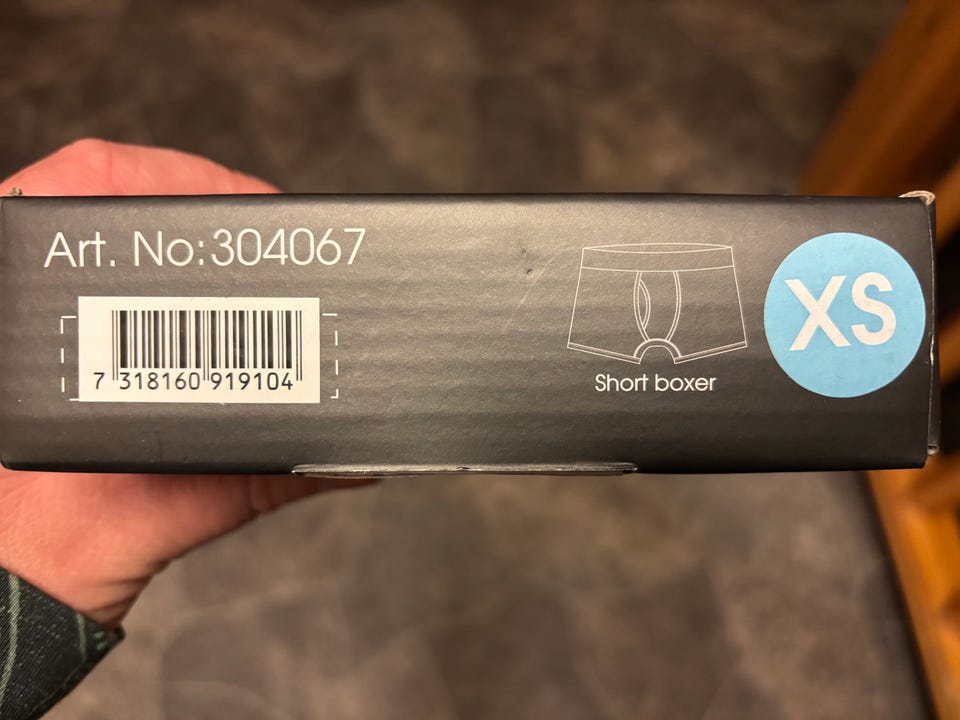 Art. No:304067
7 318160 919104
Short boxer
XS